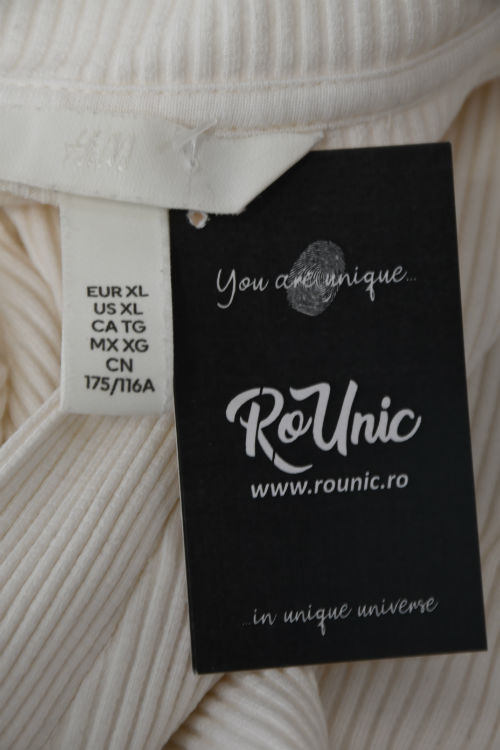 H&M
EUR XL
US XL
CA TG
MX XG
CN
175/116A
You are unique...
RoUnic
www.rounic.ro
...in unique universe